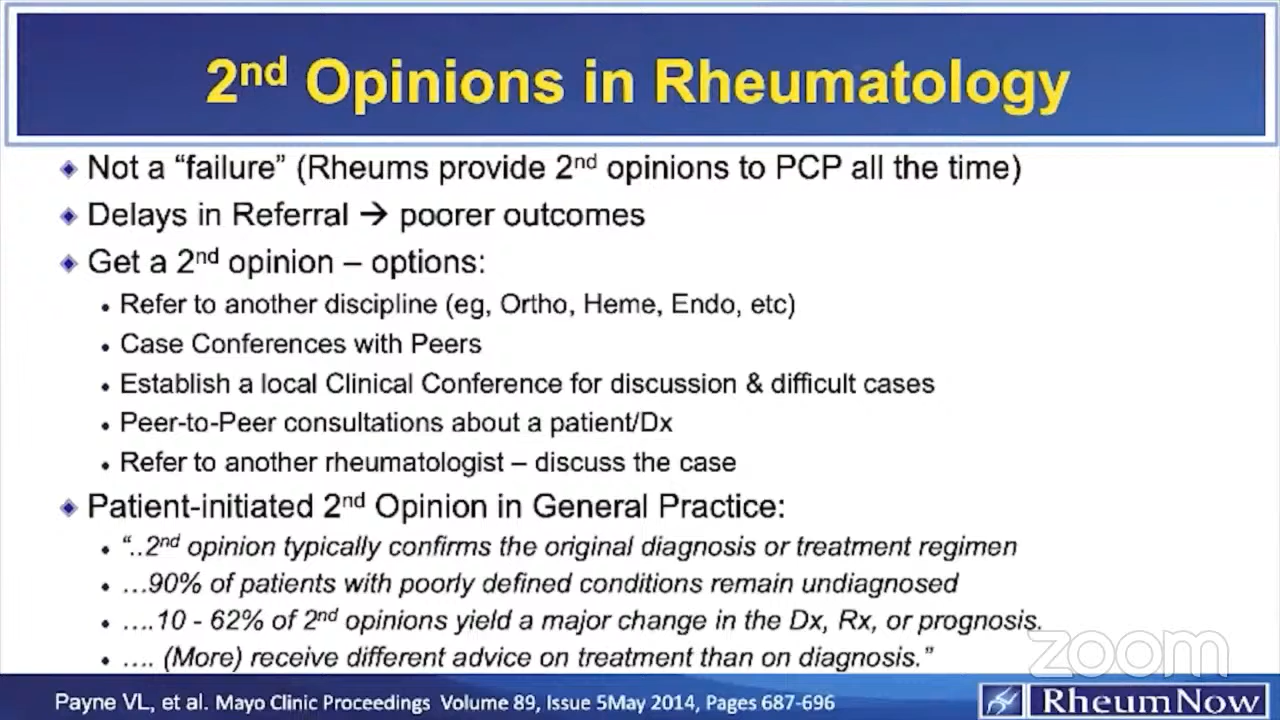 2nd Opinions in Rheumatology
Not a “failure” (Rheums provide 2nd opinions to PCP all the time)
Delays in Referral → poorer outcomes
Get a 2nd opinion – options:
Refer to another discipline (eg, Ortho, Heme, Endo, etc)
Case Conferences with Peers
Establish a local Clinical Conference for discussion & difficult cases
Peer-to-Peer consultations about a patient/Dx
Refer to another rheumatologist – discuss the case
Patient-initiated 2nd Opinion in General Practice:
“..2nd opinion typically confirms the original diagnosis or treatment regimen
…90% of patients with poorly defined conditions remain undiagnosed
….10 - 62% of 2nd opinions yield a major change in the Dx, Rx, or prognosis.
…. (More) receive different advice on treatment than on diagnosis.”
zoom
Payne VL, et al. Mayo Clinic Proceedings Volume 89, Issue 5May 2014, Pages 687-696
RheumNow